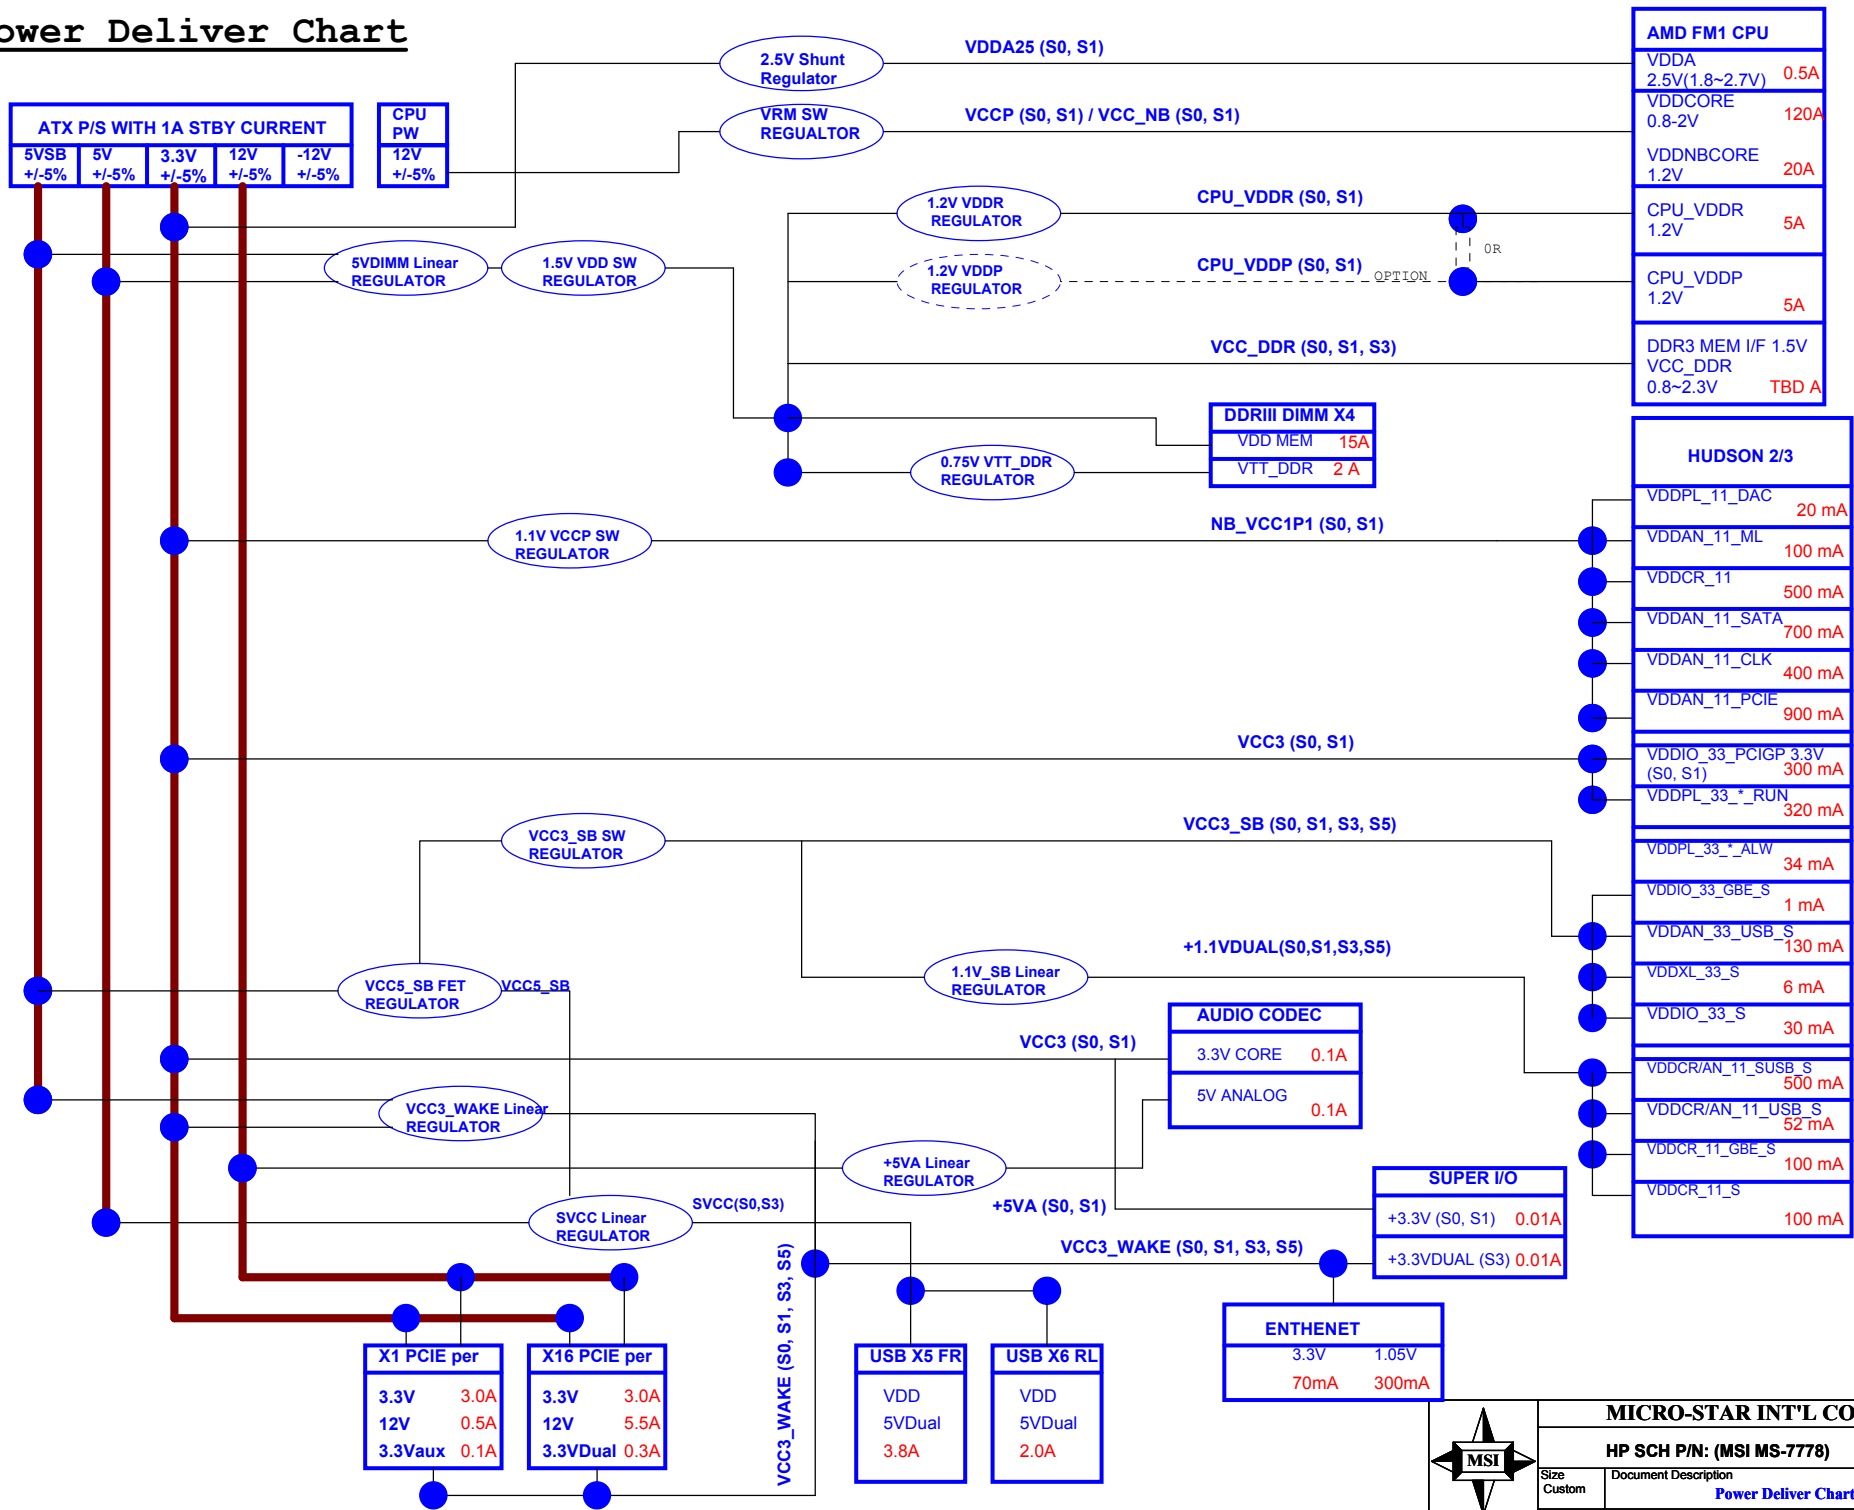 ower Deliver Chart
ATX P/S WITH 1A STBY CURRENT
5VSB
+/-5%
5V
+/-5%
3.3V
+/-5%
12V
+/-5%
-12V
+/-5%
CPU
PW
12V
+/-5%
2.5V Shunt
Regulator
VDDA25 (S0, S1)
VRM SW
REGUALTOR
VCCP (S0, S1) / VCC_NB (S0, S1)
AMD FM1 CPU
VDDA
2.5V(1.8~2.7V) 0.5A
VDDCORE
0.8-2V 120A
VDDNBCORE
1.2V 20A
CPU_VDDR
1.2V 5A
CPU_VDDP
1.2V 5A
DDR3 MEM I/F 1.5V
VCC_DDR
0.8~2.3V TBD A
1.2V VDDR
REGULATOR
CPU_VDDR (S0, S1)
0R
1.2V VDDP
REGULATOR
CPU_VDDP (S0, S1)
OPTION
5VDIMM Linear
REGULATOR
1.5V VDD SW
REGULATOR
VCC_DDR (S0, S1, S3)
DDRIII DIMM X4
VDD MEM 15A
VTT_DDR 2 A
0.75V VTT_DDR
REGULATOR
1.1V VCCP SW
REGULATOR
NB_VCC1P1 (S0, S1)
HUDSON 2/3
VDDPL_11_DAC
20 mA
VDDAN_11_ML
100 mA
VDDCR_11
500 mA
VDDAN_11_SATA
700 mA
VDDAN_11_CLK
400 mA
VDDAN_11_PCIE
900 mA
VDDIO_33_PCIGP 3.3V
(S0, S1) 300 mA
VDDPL_33_*_RUN
320 mA
VDDPL_33_*_ALW
34 mA
VDDIO_33_GBE_S
1 mA
VDDAN_33_USB_S
130 mA
VDDXL_33_S
6 mA
VDDIO_33_S
30 mA
VDDCR/AN_11_SUSB_S
500 mA
VDDCR/AN_11_USB_S
52 mA
VDDCR_11_GBE_S
100 mA
VDDCR_11_S
100 mA
VCC3 (S0, S1)
VCC3_SB SW
REGULATOR
VCC3_SB (S0, S1, S3, S5)
+1.1VDUAL(S0,S1,S3,S5)
1.1V_SB Linear
REGULATOR
VCC5_SB FET
REGULATOR
VCC5_SB
AUDIO CODEC
3.3V CORE 0.1A
5V ANALOG
0.1A
VCC3 (S0, S1)
VCC3_WAKE Linear
REGULATOR
+5VA Linear
REGULATOR
+5VA (S0, S1)
SVCC Linear
REGULATOR
SVCC(S0,S3)
SUPER I/O
+3.3V (S0, S1) 0.01A
+3.3VDUAL (S3) 0.01A
VCC3_WAKE (S0, S1, S3, S5)
VCC3_WAKE (S0, S1, S3, S5)
ENTHENET
3.3V 1.05V
70mA 300mA
X1 PCIE per
3.3V 3.0A
12V 0.5A
3.3Vaux 0.1A
X16 PCIE per
3.3V 3.0A
12V 5.5A
3.3VDual 0.3A
USB X5 FR
VDD
5VDual
3.8A
USB X6 RL
VDD
5VDual
2.0A
MSI
MICRO-STAR INT'L CO
HP SCH P/N: (MSI MS-7778)
Size
Custom
Document Description
Power Deliver Chart